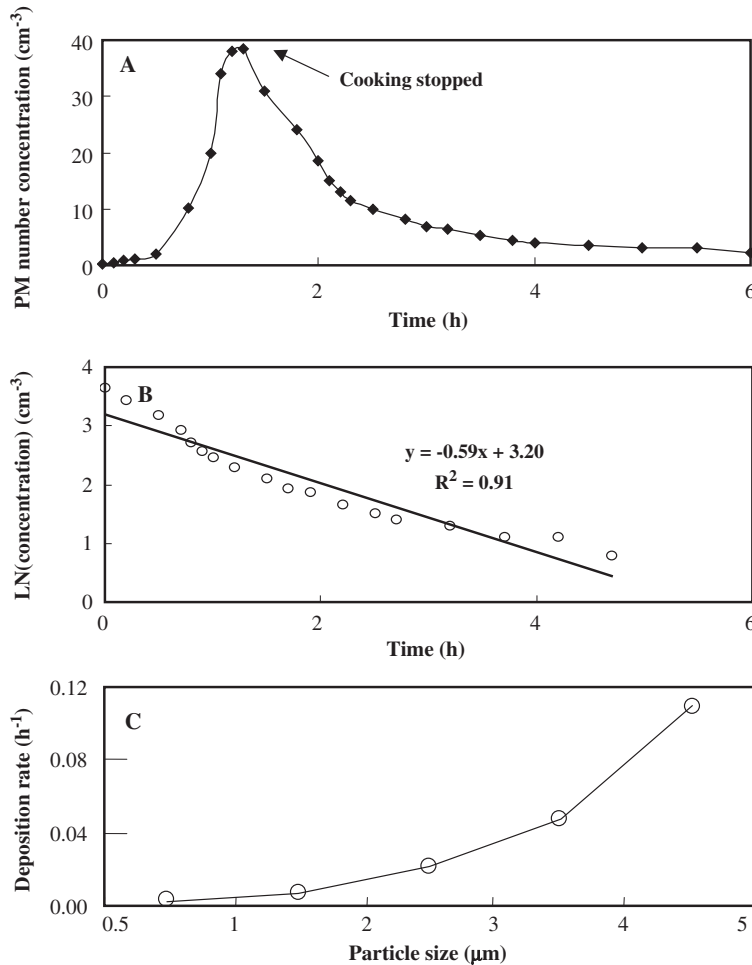 PM number concentration (cm-3)
40
30
20
10
0
A
Cooking stopped
0
2
4
6
Time (h)
LN(concentration) (cm-3)
4
3
2
1
0
B
y = -0.59x + 3.20
R2 = 0.91
0
2
4
6
Time (h)
Deposition rate (h-1)
0.12
0.08
0.04
0.00
C
0.5
1
2
3
4
5
Particle size (μm)